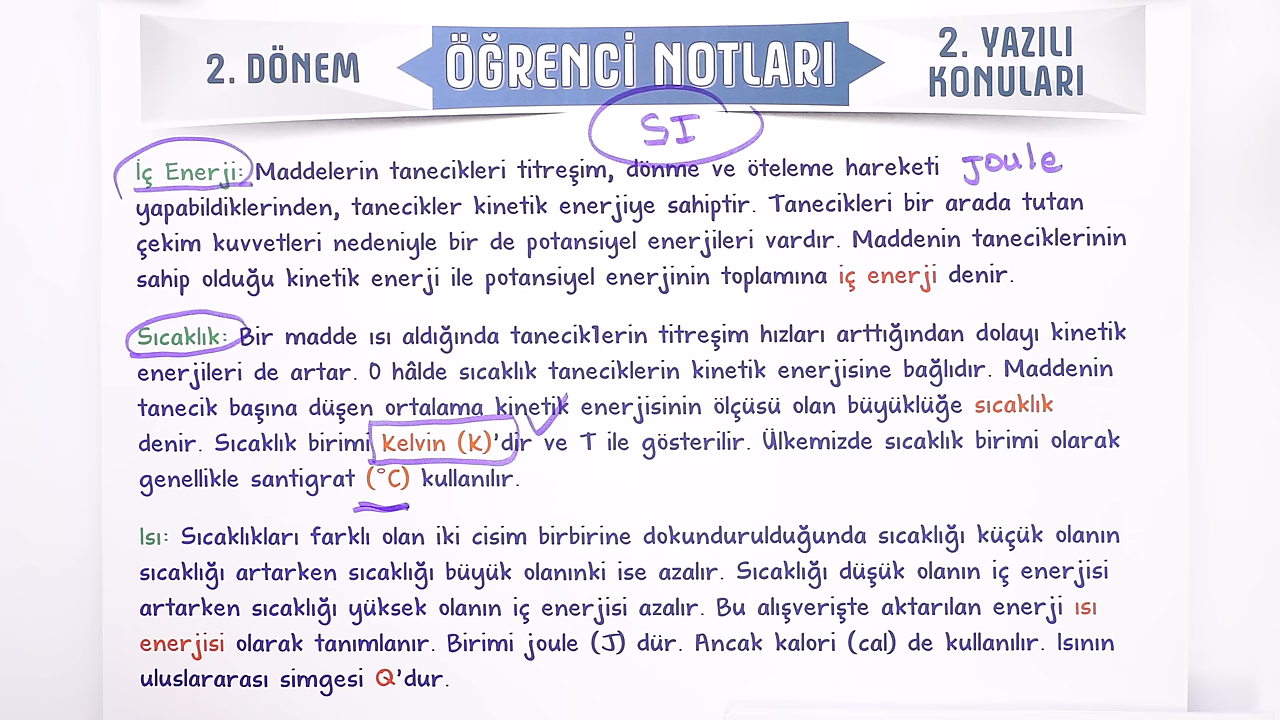 2. DÖNEM
ÖĞRENCİ NOTLARI
2. YAZILI
KONULARI
SI
İç Enerji: Maddelerin tanecikleri titreşim, dönme ve öteleme hareketi joule
yapabildiklerinden, tanecikler kinetik enerjiye sahiptir. Tanecikleri bir arada tutan
çekim kuvvetleri nedeniyle bir de potansiyel enerjileri vardır. Maddenin taneciklerinin
sahip olduğu kinetik enerji ile potansiyel enerjinin toplamına iç enerji denir.
Sıcaklık: Bir madde ısı aldığında taneciklerin titreşim hızları arttığından dolayı kinetik
enerjileri de artar. O hâlde sıcaklık taneciklerin kinetik enerjisine bağlıdır. Maddenin
tanecik başına düşen ortalama kinetik enerjisinin ölçüsü olan büyüklüğe sıcaklık
denir. Sıcaklık birimi Kelvin (K)'dir ve T ile gösterilir. Ülkemizde sıcaklık birimi olarak
genellikle santigrat (°C) kullanılır.
Isı: Sıcaklıkları farklı olan iki cisim birbirine dokundurulduğunda sıcaklığı küçük olanın
sıcaklığı artarken sıcaklığı büyük olanınki ise azalır. Sıcaklığı düşük olanın iç enerjisi
artarken sıcaklığı yüksek olanın iç enerjisi azalır. Bu alışverişte aktarılan enerji ısı
enerjisi olarak tanımlanır. Birimi joule (J) dür. Ancak kalori (cal) de kullanılır. Isının
uluslararası simgesi Q'dur.